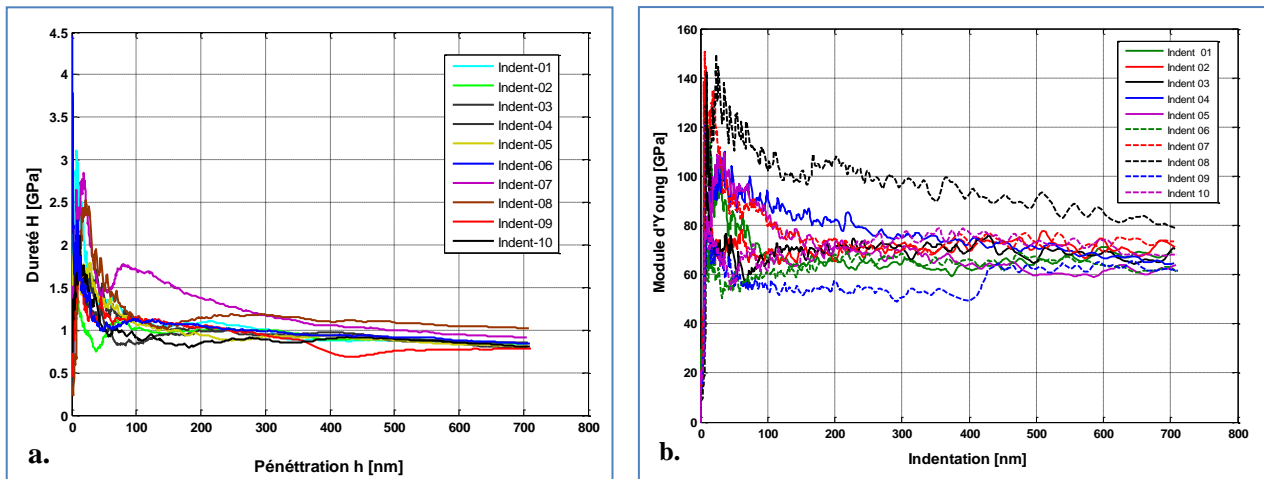 4.5
4
3.5
3
2.5
2
1.5
1
0.5
0
Dureté H [GPa]
0 100 200 300 400 500 600 700 800
Pénéttration h [nm]
Indent-01
Indent-02
Indent-03
Indent-04
Indent-05
Indent-06
Indent-07
Indent-08
Indent-09
Indent-10
a.
160
140
120
100
80
60
40
20
0
Module d'Young [GPa]
0 100 200 300 400 500 600 700 800
Indentation [nm]
Indent 01
Indent 02
Indent 03
Indent 04
Indent 05
Indent 06
Indent 07
Indent 08
Indent 09
Indent 10
b.